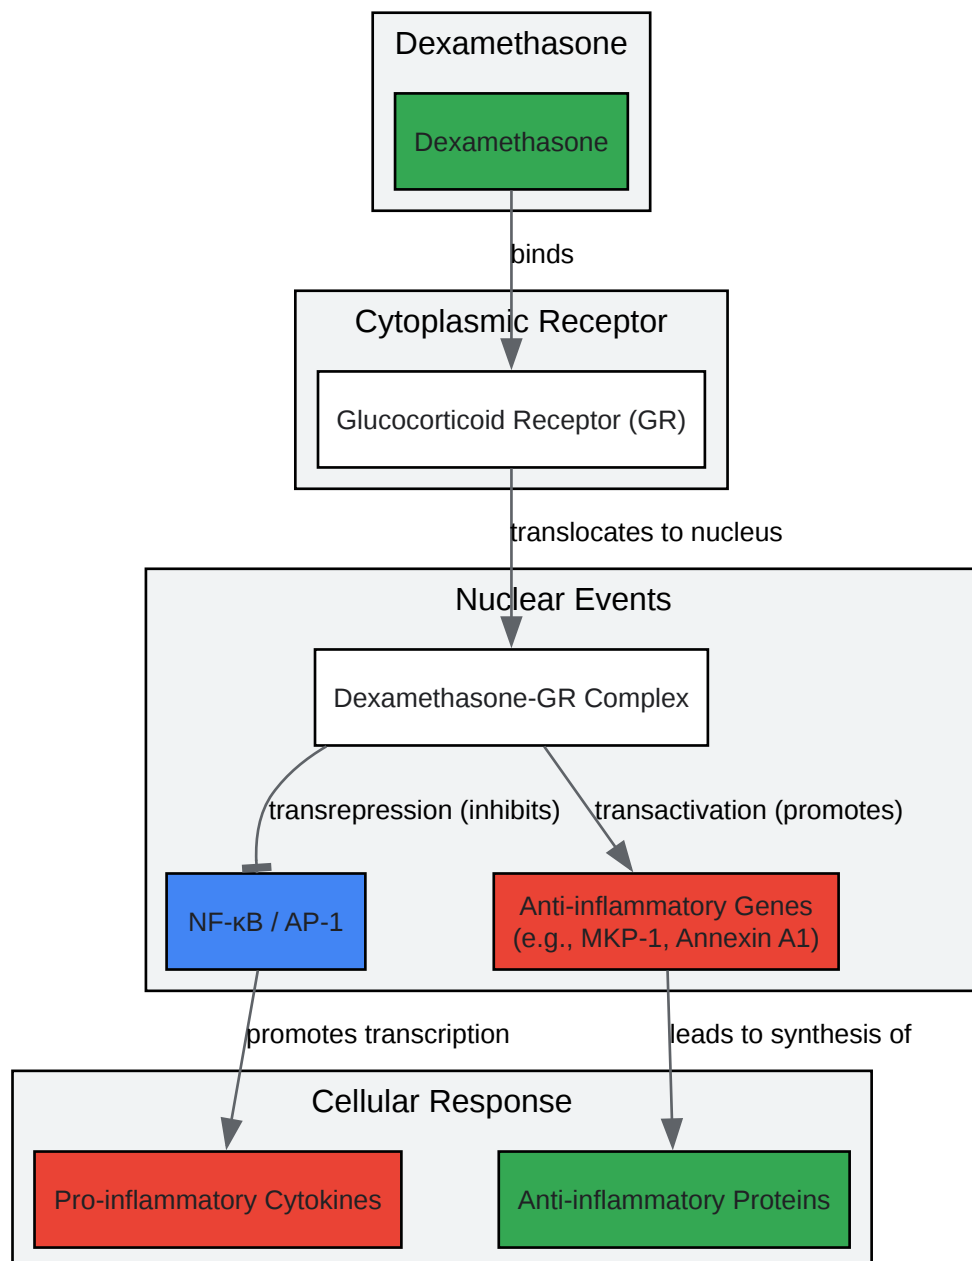 Dexamethasone
Dexamethasone
binds
Cytoplasmic Receptor
Glucocorticoid Receptor (GR)
translocates to nucleus
Nuclear Events
Dexamethasone-GR Complex
transrepression (inhibits)
transactivation (promotes)
NF-κB / AP-1
Anti-inflammatory Genes
(e.g., MKP-1, Annexin A1)
promotes transcription
leads to synthesis of
Cellular Response
Pro-inflammatory Cytokines
Anti-inflammatory Proteins